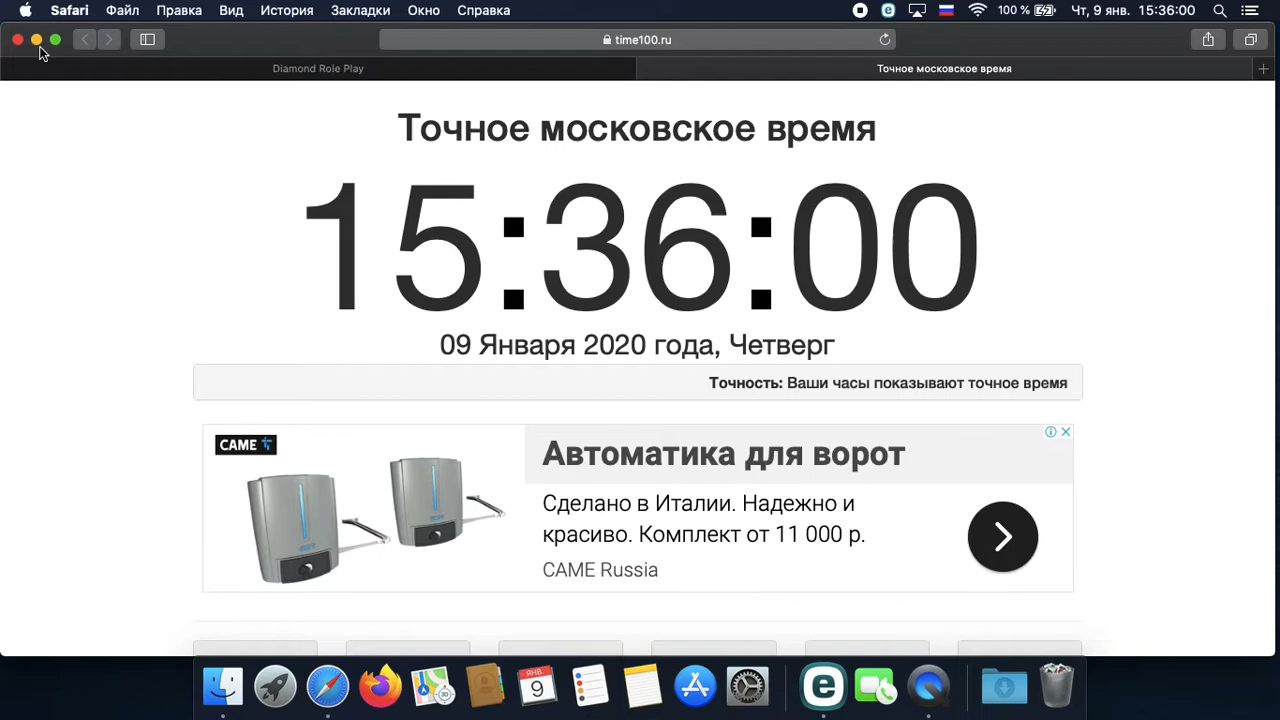 Safari Файл Правка Вид История Закладки Окно Справка 100 % Чт, 9 янв. 15:36:00
time100.ru
Diamond Role Play Точное московское время
Точное московское время
15:36:00
09 Января 2020 года, Четверг
Точность: Ваши часы показывают точное время
CAME
Автоматика для ворот
Сделано в Италии. Надежно и
красиво. Комплект от 11 000 р.
CAME Russia
ЯНВ
9
3D